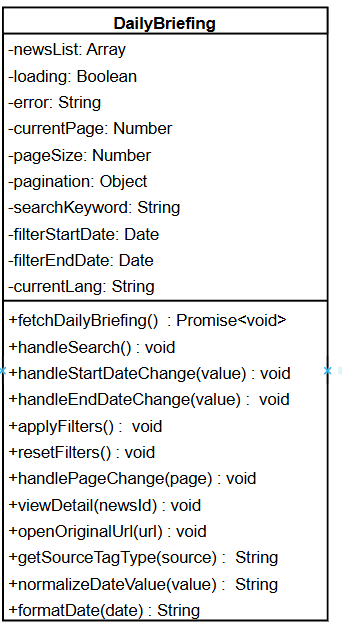 DailyBriefing
-newsList: Array
-loading: Boolean
-error: String
-currentPage: Number
-pageSize: Number
-pagination: Object
-searchKeyword: String
-filterStartDate: Date
-filterEndDate: Date
-currentLang: String
+fetchDailyBriefing()  : Promise<void>
+handleSearch() : void
+handleStartDateChange(value) : void
+handleEndDateChange(value) :  void
+applyFilters() :  void
+resetFilters() : void
+handlePageChange(page) : void
+viewDetail(newsId) : void
+openOriginalUrl(url) : void
+getSourceTagType(source) :  String
+normalizeDateValue(value) :  String
+formatDate(date) : String